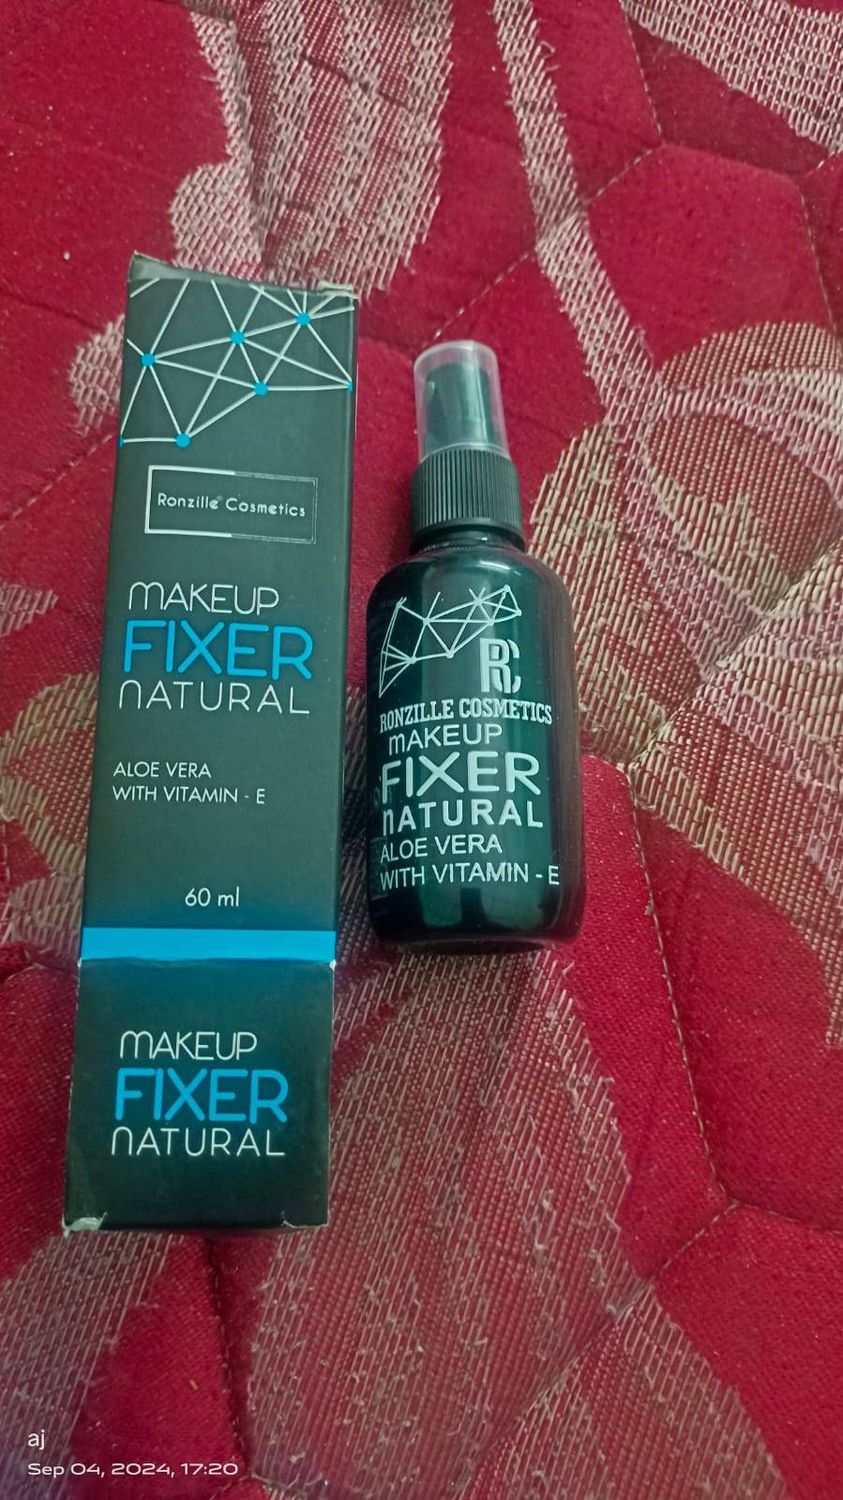 Ronzille® Cosmetics
MAKEUP
FIXER
NATURAL
ALOE VERA
WITH VITAMIN - E
60 ml
MAKEUP
FIXER
NATURAL
RC
RONZILLE COSMETICS
MAKEUP
FIXER
NATURAL
ALOE VERA
WITH VITAMIN - E
aj
Sep 04, 2024, 17:20